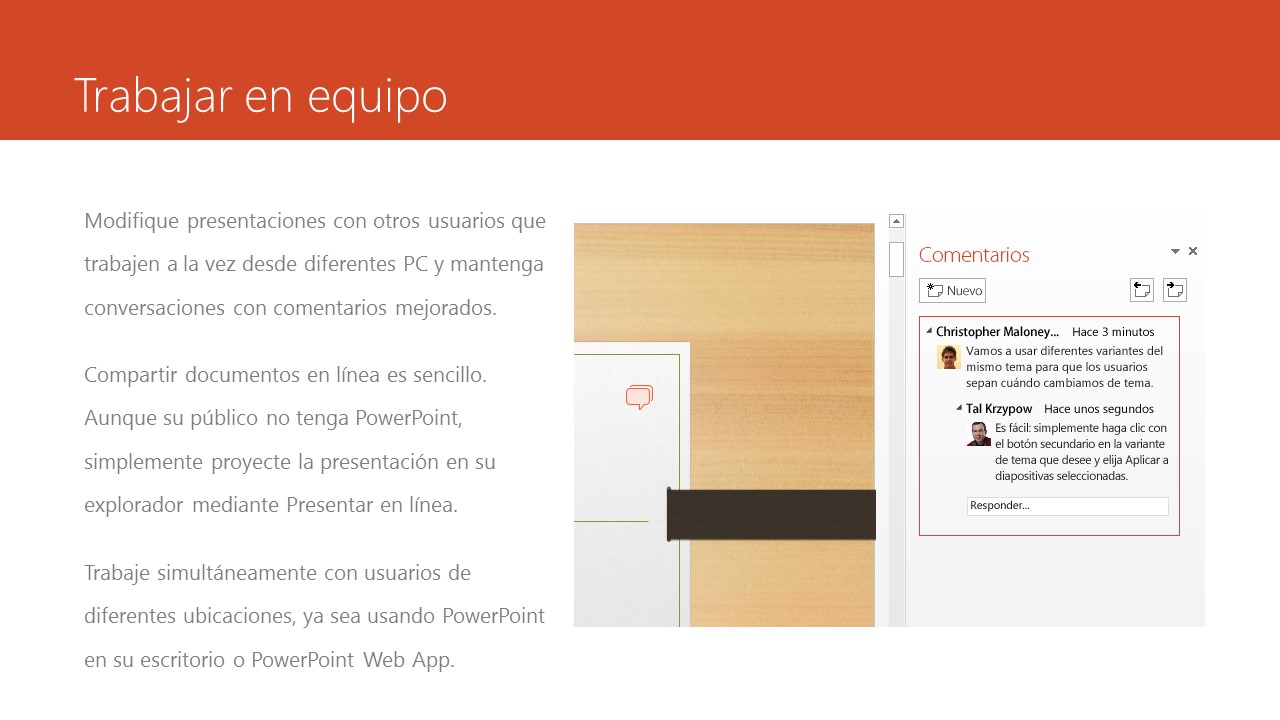 Trabajar en equipo
Modifique presentaciones con otros usuarios que
trabajen a la vez desde diferentes PC y mantenga
conversaciones con comentarios mejorados.
Compartir documentos en línea es sencillo.
Aunque su público no tenga PowerPoint,
simplemente proyecte la presentación en su
explorador mediante Presentar en línea.
Trabaje simultáneamente con usuarios de
diferentes ubicaciones, ya sea usando PowerPoint
en su escritorio o PowerPoint Web App.
Comentarios
Nuevo
Christopher Maloney... Hace 3 minutos
Vamos a usar diferentes variantes del
mismo tema para que los usuarios
sepan cuándo cambiamos de tema.
Tal Krzypow Hace unos segundos
Es fácil: simplemente haga clic con
el botón secundario en la variante
de tema que desee y elija Aplicar a
diapositivas seleccionadas.
Responder...